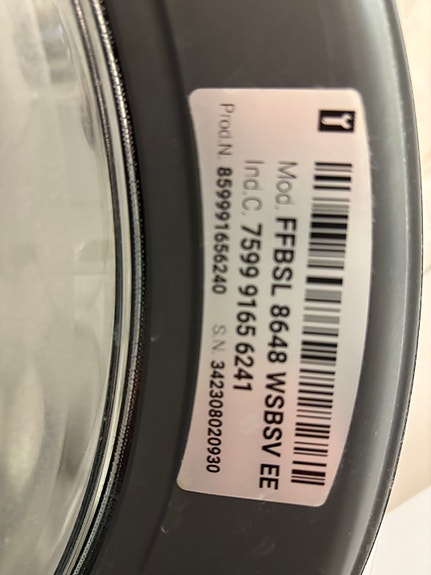 Mod. FFBSL 8648 WSBSV EE
Ind.C. 7599 9165 6241
Prod.N. 859991656240 S.N. 342308020930